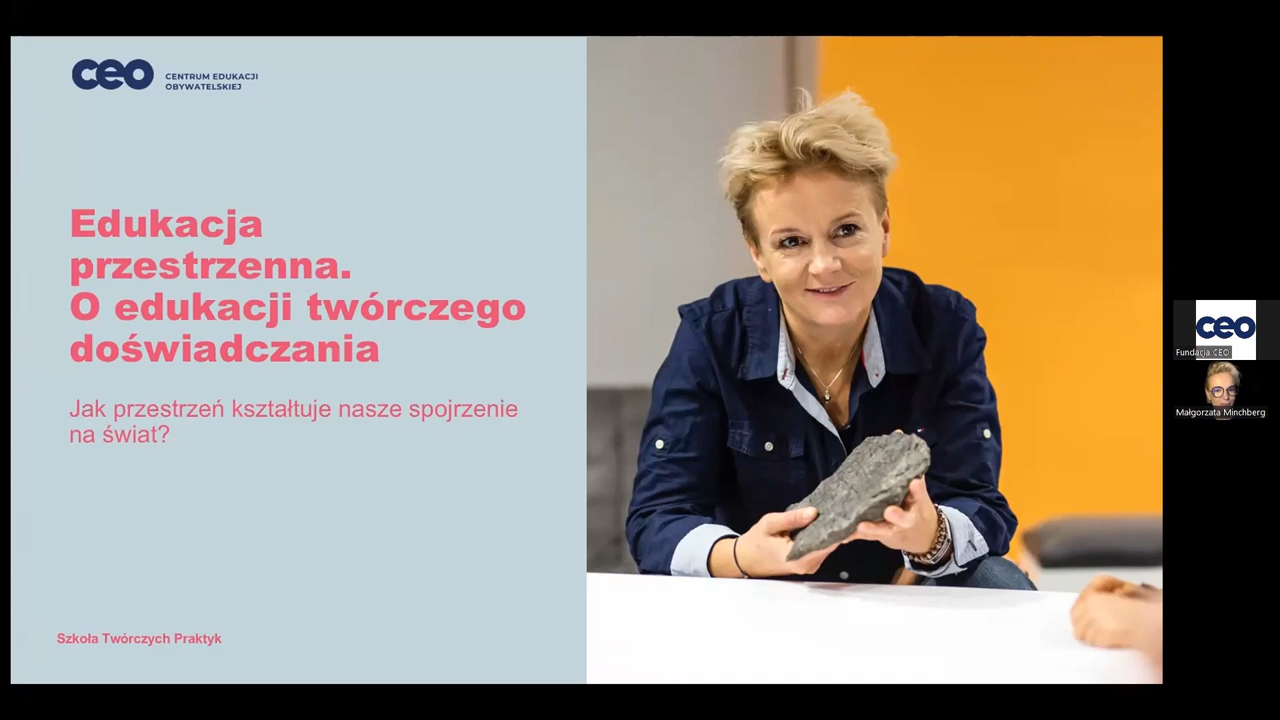 ceo
CENTRUM EDUKACJI
OBYWATELSKIEJ
Edukacja
przestrzenna.
O edukacji twórczego
doświadczania
Jak przestrzeń kształtuje nasze spojrzenie
na świat?
Szkoła Twórczych Praktyk
ceo
Fundacja CEO
Małgorzata Minchberg